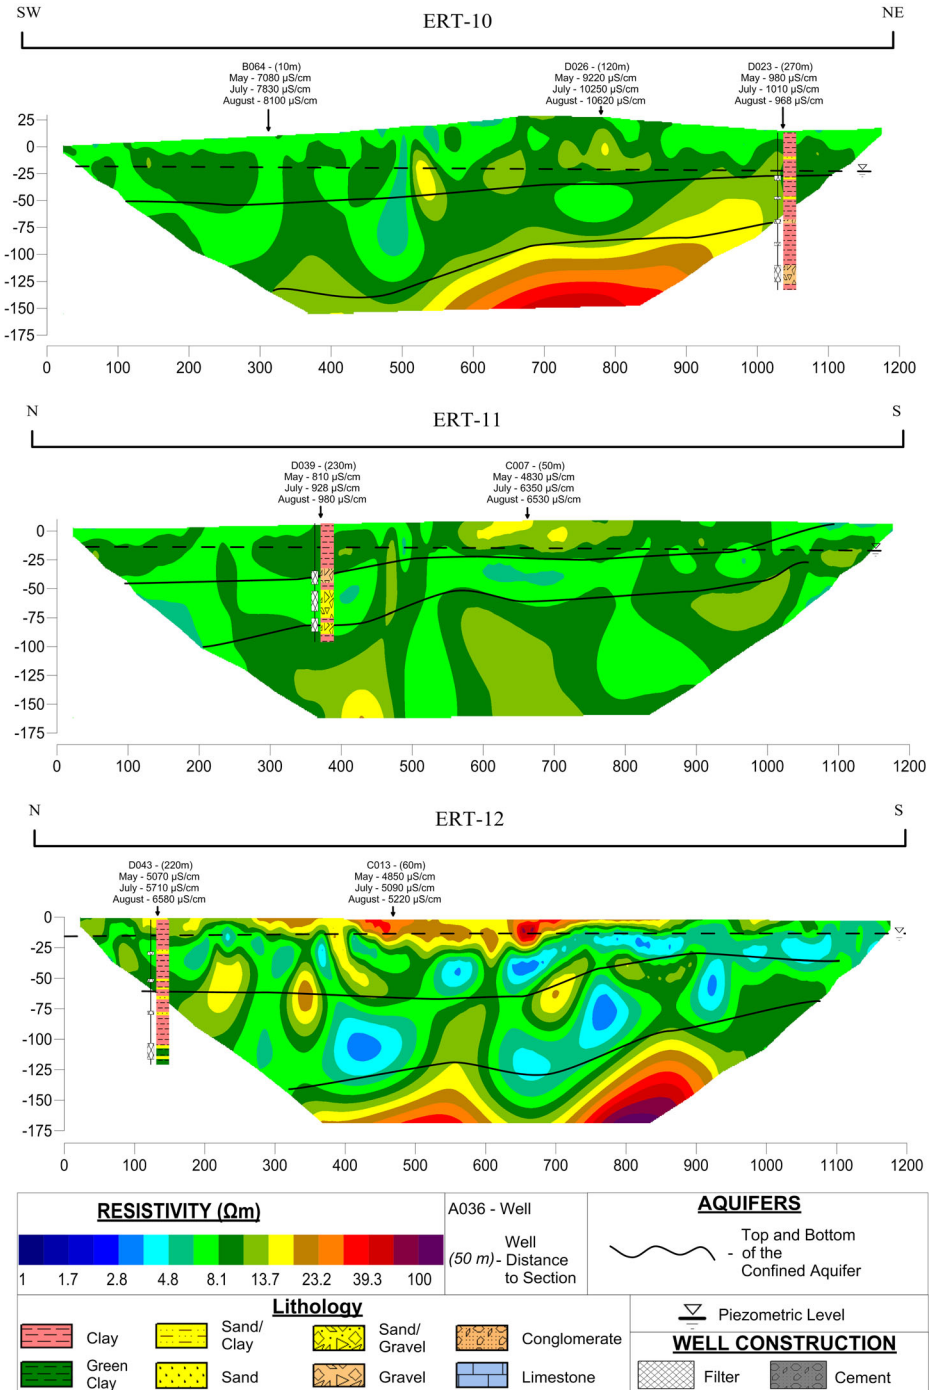 SW
ERT-10
NE
B064 - (10m)
May - 7080 µS/cm
July - 7830 µS/cm
August - 8100 µS/cm
D026 - (120m)
May - 9220 µS/cm
July - 10250 µS/cm
August - 10620 µS/cm
D023 - (270m)
May - 980 µS/cm
July - 1010 µS/cm
August - 968 µS/cm
25
0
-25
-50
-75
-100
-125
-150
-175
0 100 200 300 400 500 600 700 800 900 1000 1100 1200
N
ERT-11
S
D039 - (230m)
May - 810 µS/cm
July - 928 µS/cm
August - 980 µS/cm
C007 - (50m)
May - 4830 µS/cm
July - 6350 µS/cm
August - 6530 µS/cm
0
-25
-50
-75
-100
-125
-150
-175
0 100 200 300 400 500 600 700 800 900 1000 1100 1200
N
ERT-12
S
D043 - (220m)
May - 5070 µS/cm
July - 5710 µS/cm
August - 6580 µS/cm
C013 - (60m)
May - 4850 µS/cm
July - 5090 µS/cm
August - 5220 µS/cm
0
-25
-50
-75
-100
-125
-150
-175
0 100 200 300 400 500 600 700 800 900 1000 1100 1200
RESISTIVITY (Ωm)
1 1.7 2.8 4.8 8.1 13.7 23.2 39.3 100
A036 - Well
(50 m) - Well Distance to Section
AQUIFERS
- Top and Bottom
of the
Confined Aquifer
Lithology
Clay
Sand/
Clay
Sand/
Gravel
Conglomerate
Green
Clay
Sand
Gravel
Limestone
Piezometric Level
WELL CONSTRUCTION
Filter
Cement